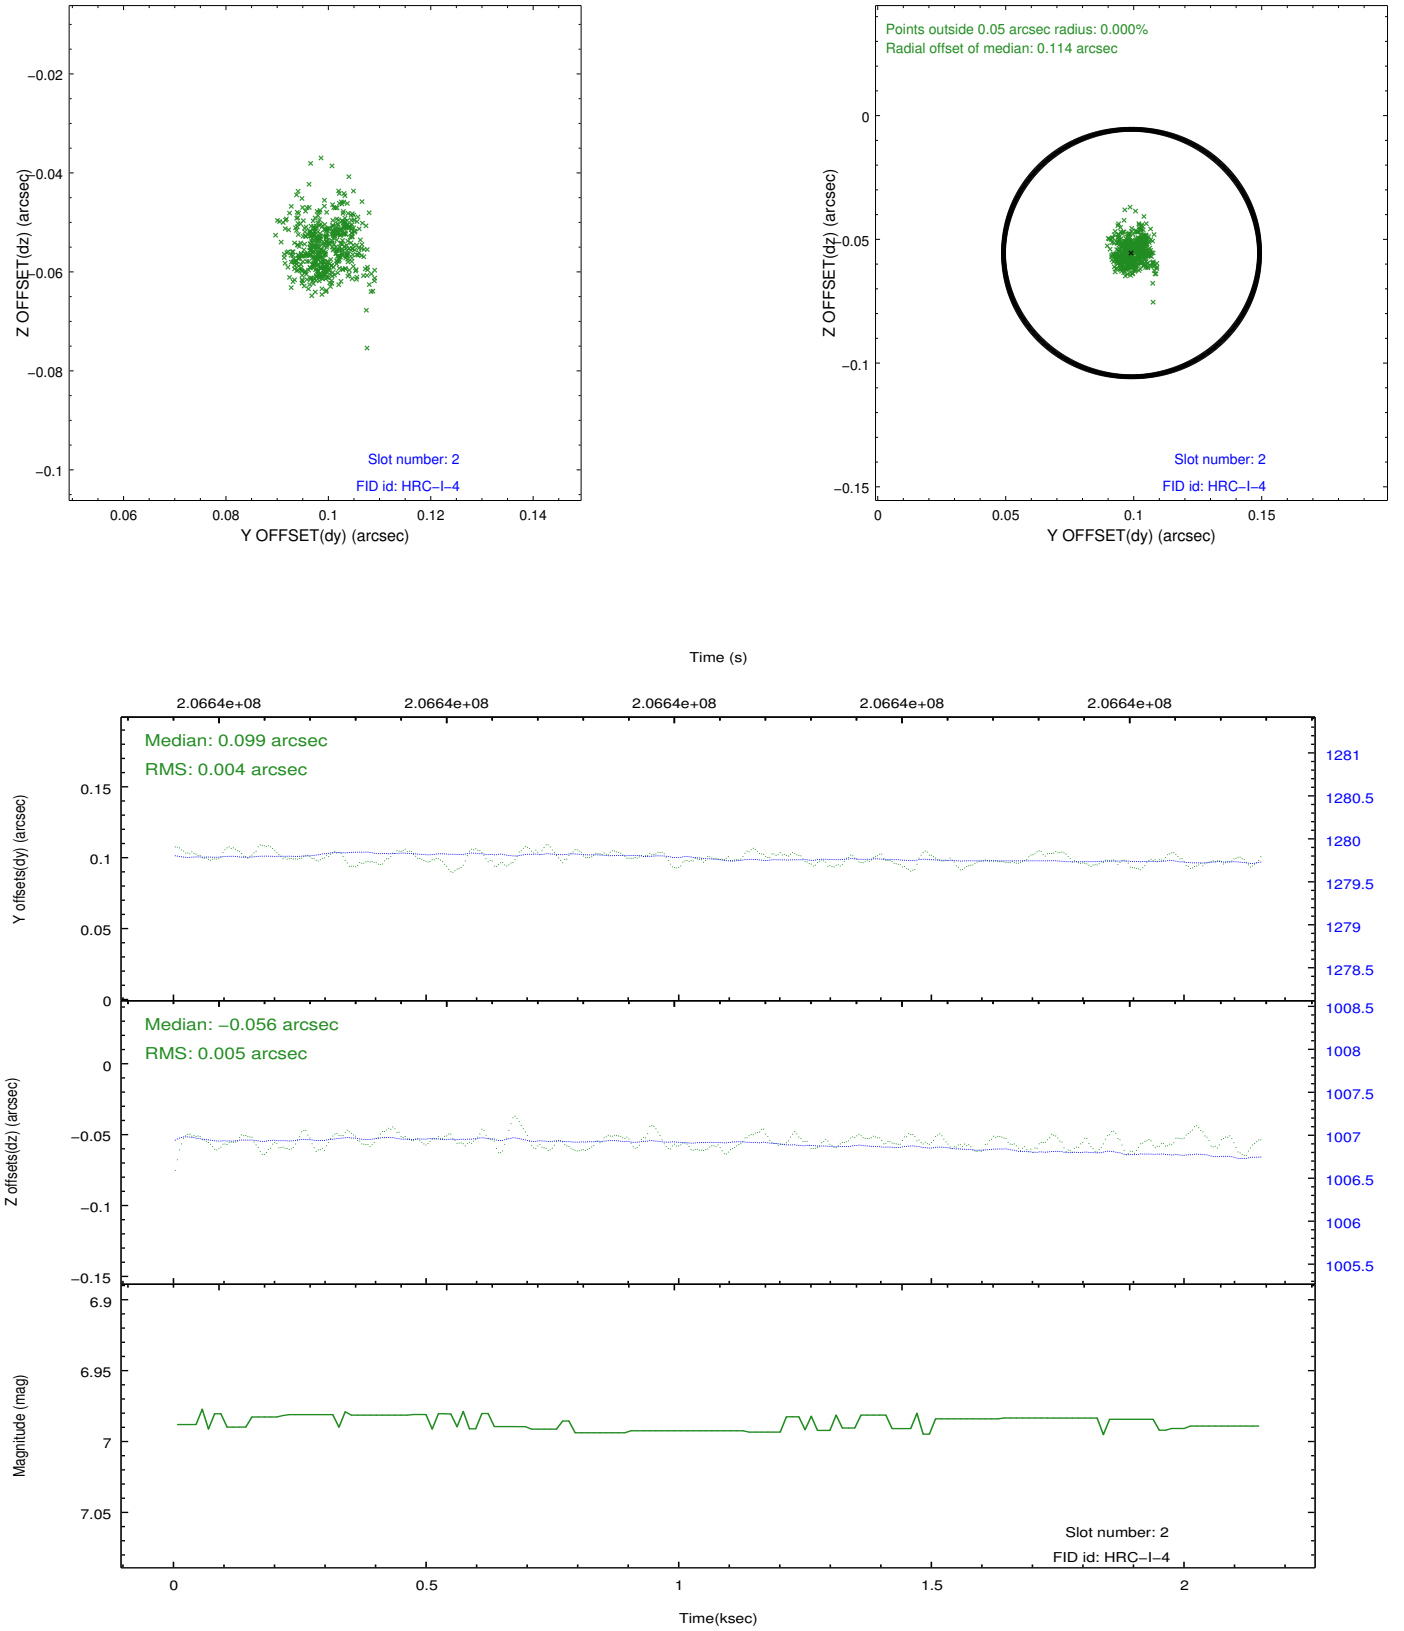 −0.02
−0.04
−0.06
−0.08
−0.1
Z OFFSET(dz) (arcsec)
0.06
0.08
0.1
0.12
0.14
Y OFFSET(dy) (arcsec)
Slot number: 2
FID id: HRC−I−4
Points outside 0.05 arcsec radius: 0.000%
Radial offset of median: 0.114 arcsec
0
−0.05
−0.1
−0.15
Z OFFSET(dz) (arcsec)
0
0.05
0.1
0.15
Y OFFSET(dy) (arcsec)
Slot number: 2
FID id: HRC−I−4
Time (s)
2.0664e+08
2.0664e+08
2.0664e+08
2.0664e+08
2.0664e+08
Median: 0.099 arcsec
RMS: 0.004 arcsec
Y offsets(dy) (arcsec)
0.15
0.1
0.05
0
1281
1280.5
1280
1279.5
1279
1278.5
Median: −0.056 arcsec
RMS: 0.005 arcsec
Z offsets(dz) (arcsec)
0
−0.05
−0.1
−0.15
1008.5
1008
1007.5
1007
1006.5
1006
1005.5
Magnitude (mag)
6.9
6.95
7
7.05
Slot number: 2
FID id: HRC−I−4
0
0.5
1
1.5
2
Time(ksec)